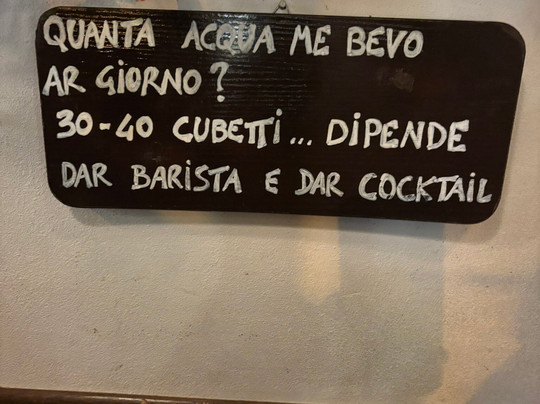 QUANTA ACQUA ME BEVO
AR GIORNO?
30-40 CUBETTI... DIPENDE
DAR BARISTA E DAR COCKTAIL